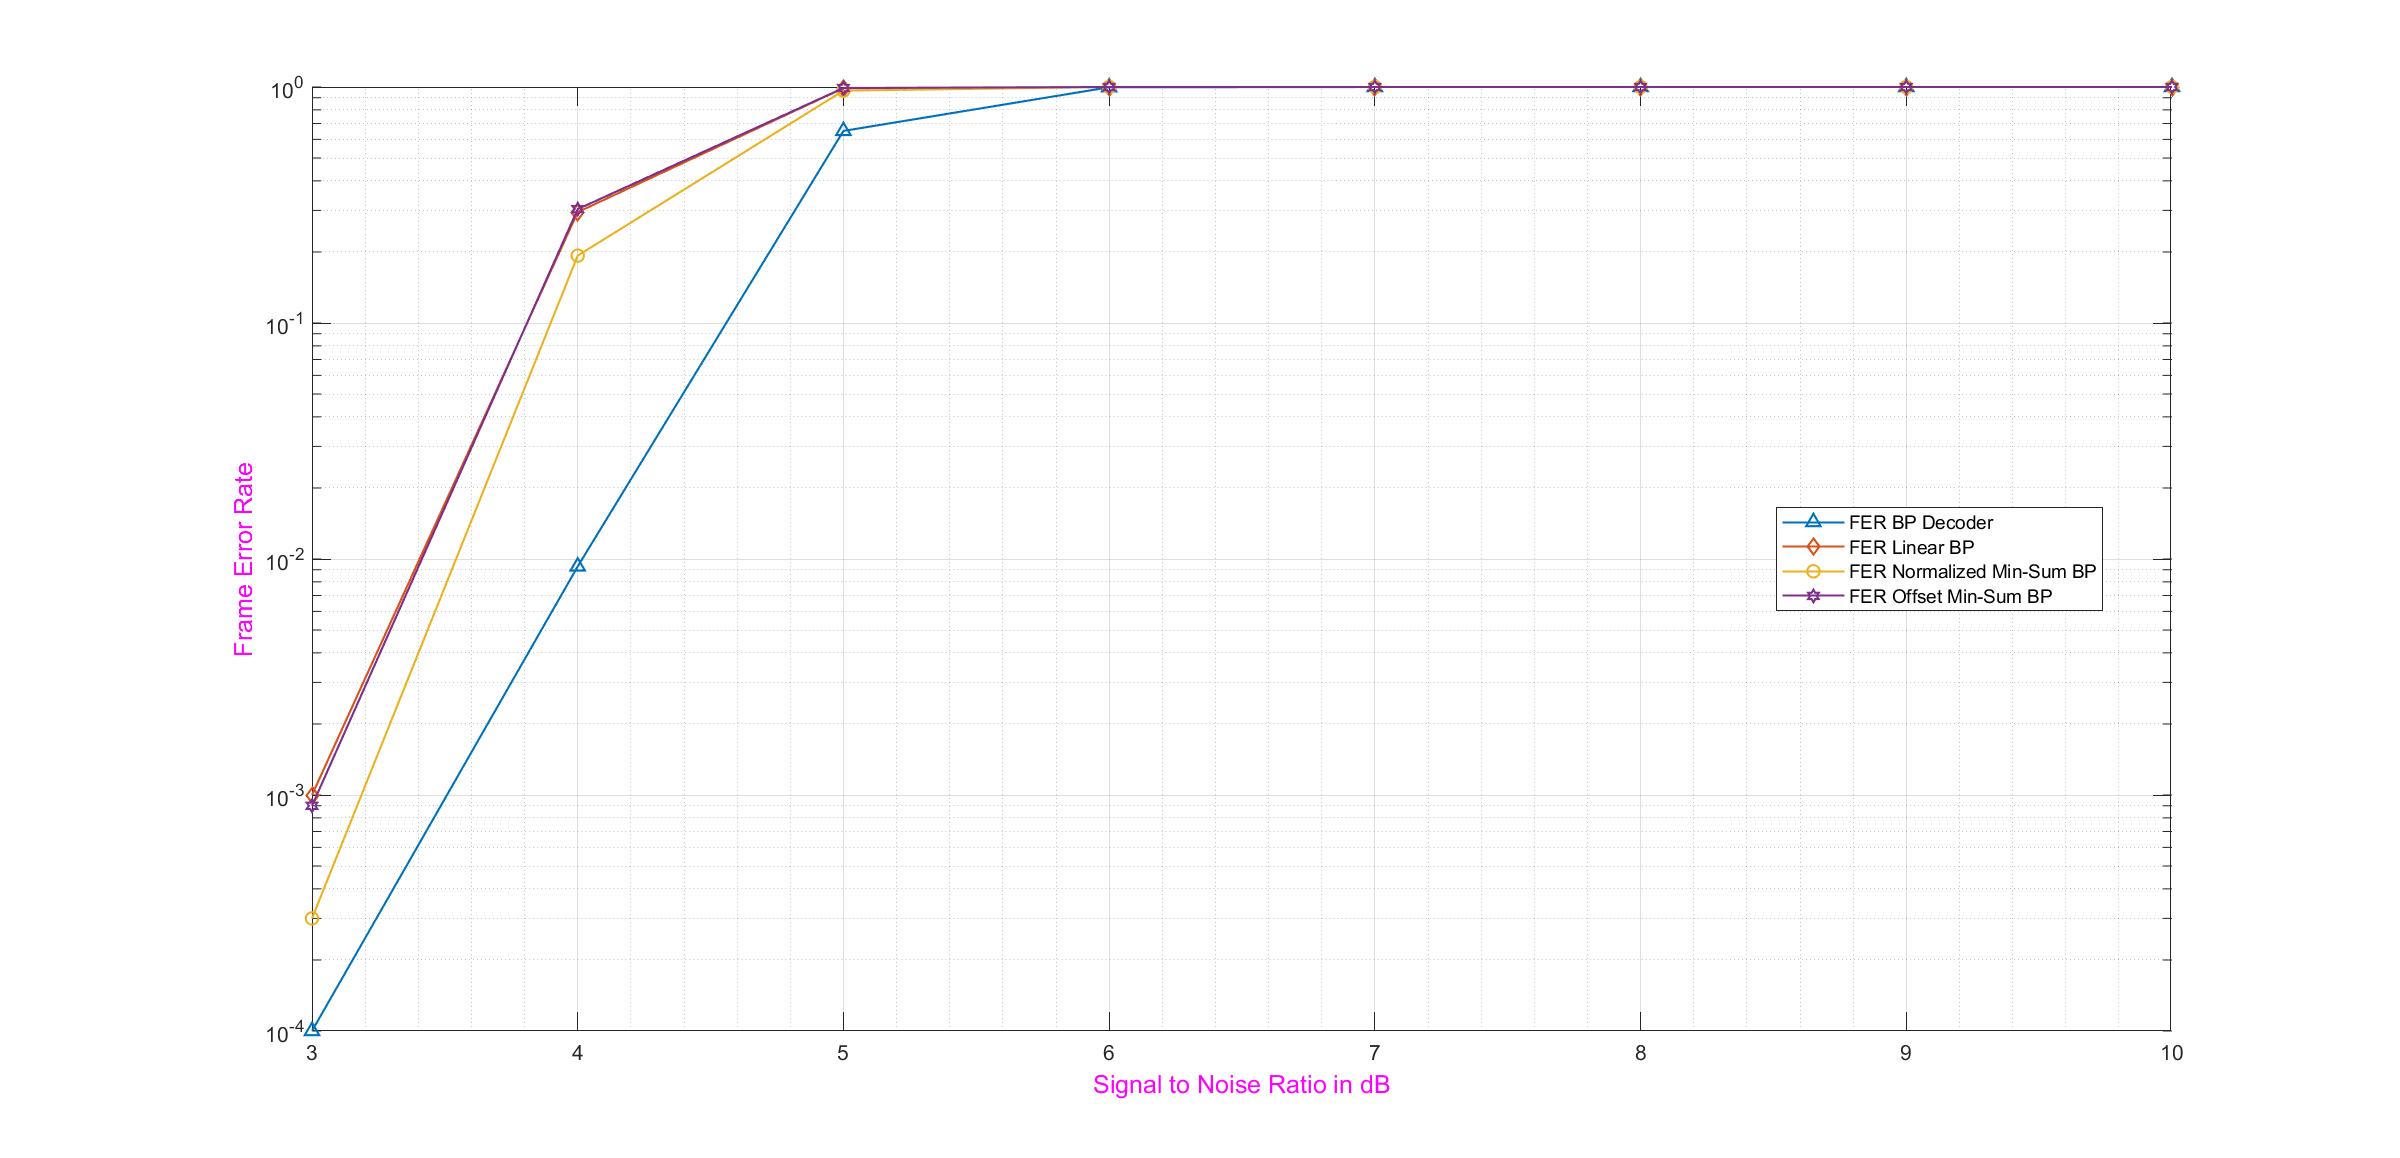 10^0
10^-1
10^-2
10^-3
10^-4
Frame Error Rate
FER BP Decoder
FER Linear BP
FER Normalized Min-Sum BP
FER Offset Min-Sum BP
3 4 5 6 7 8 9 10
Signal to Noise Ratio in dB